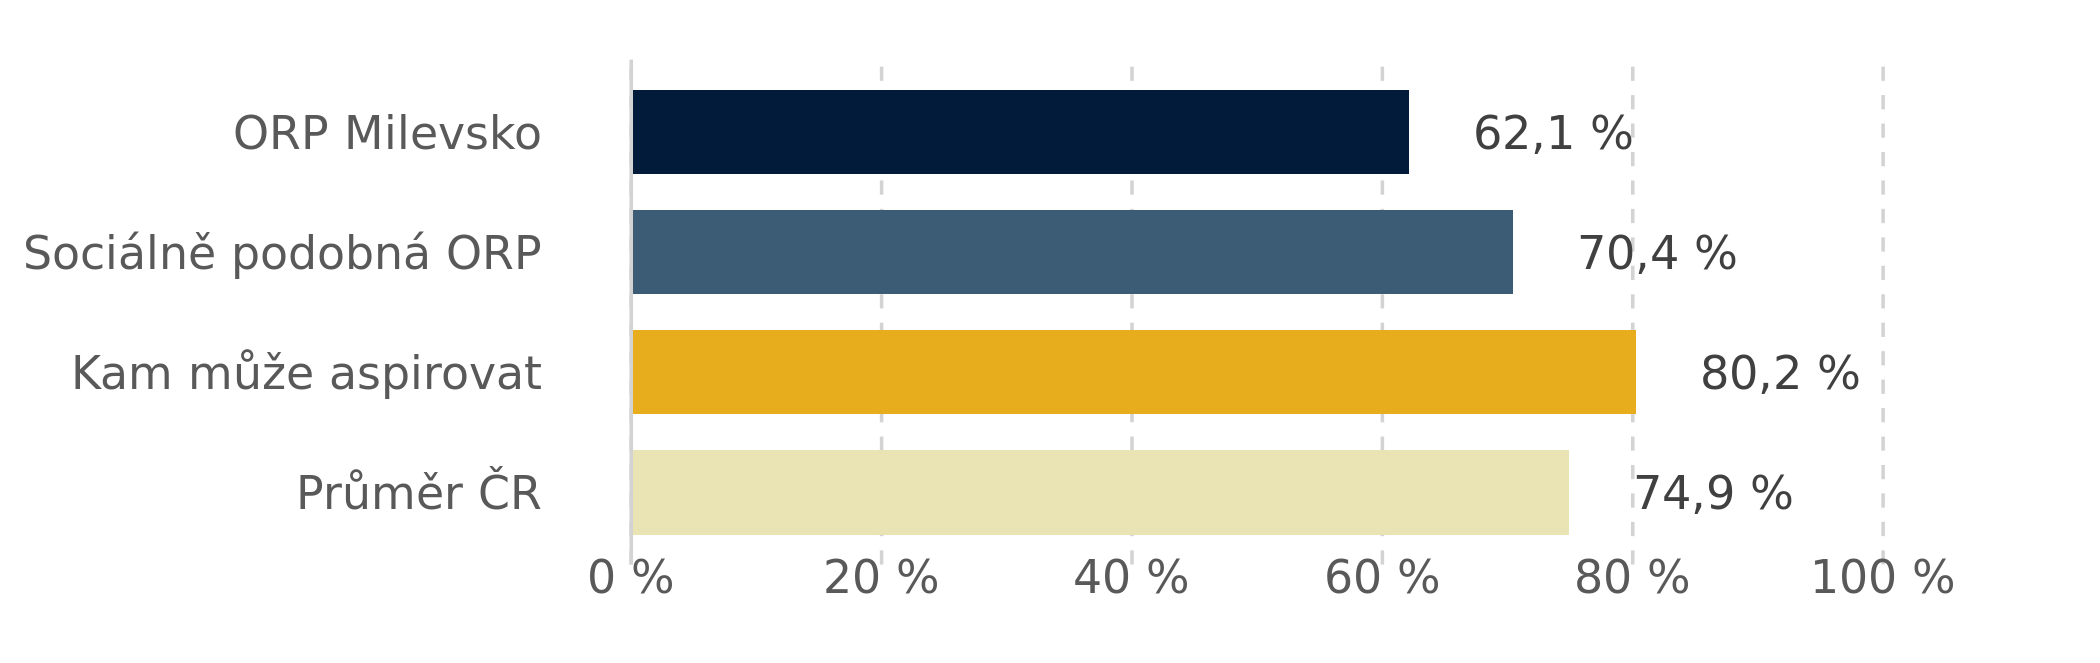 ORP Milevsko 62,1 %
Sociálně podobná ORP 70,4 %
Kam může aspirovat 80,2 %
Průměr ČR 74,9 %
0 % 20 % 40 % 60 % 80 % 100 %